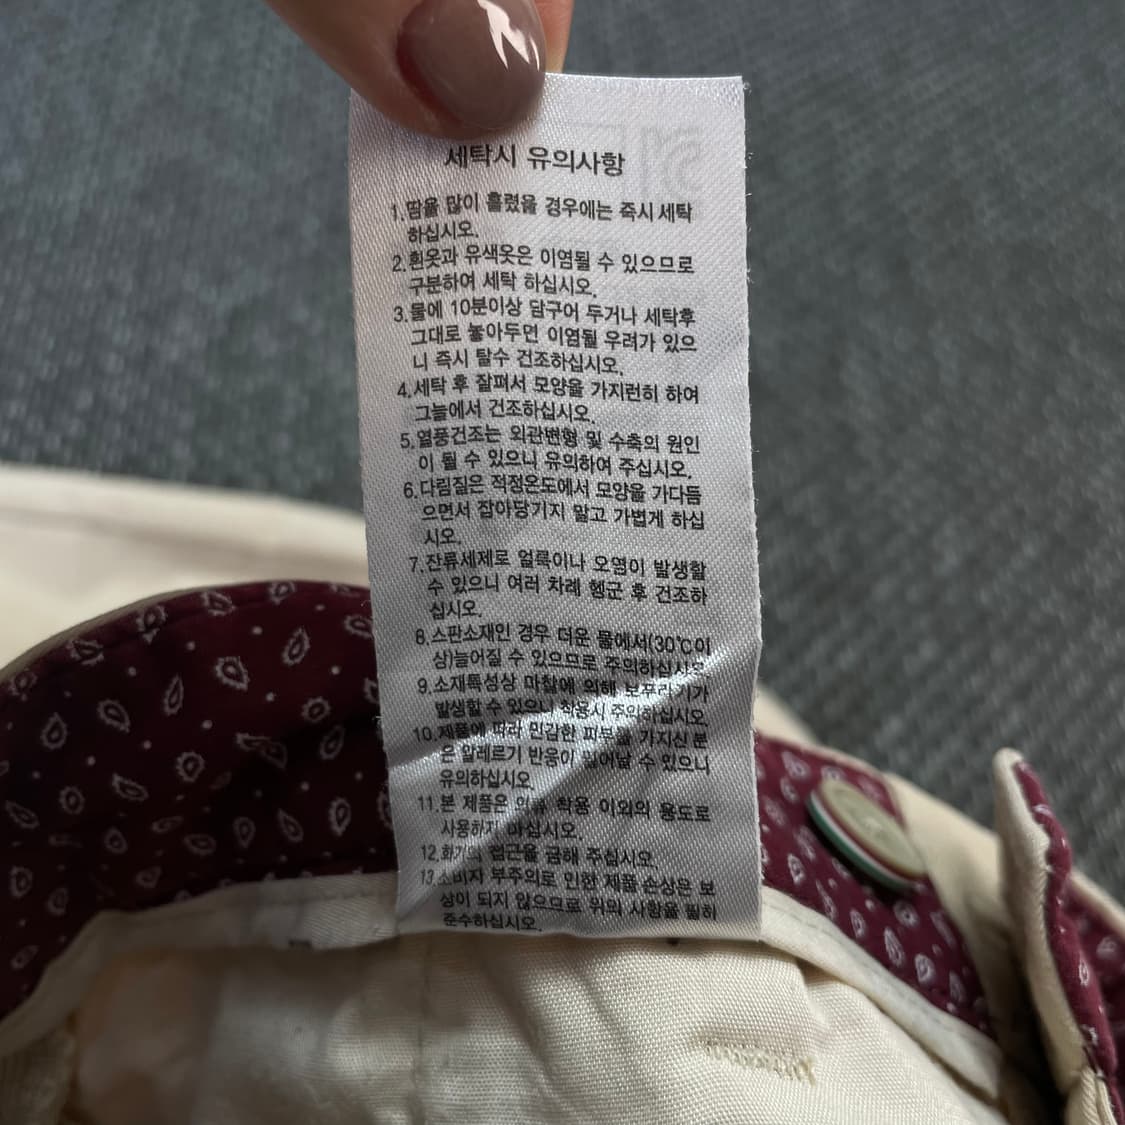 세탁시 유의사항
1.땀을 많이 흘렸을 경우에는 즉시 세탁
하십시오.
2.흰옷과 유색옷은 이염될 수 있으므로
구분하여 세탁 하십시오.
3.물에 10분이상 담구어 두거나 세탁후
그대로 놓아두면 이염될 우려가 있으
니 즉시 탈수 건조하십시오.
4.세탁 후 잘펴서 모양을 가지런히 하여
그늘에서 건조하십시오.
5.열풍건조는 외관변형 및 수축의 원인
이 될 수 있으니 유의하여 주십시오.
6.다림질은 적정온도에서 모양을 가다듬
으면서 잡아당기지 말고 가볍게 하십
시오.
7.잔류세제로 얼룩이나 오염이 발생할
수 있으니 여러 차례 헹군 후 건조하
십시오.
8.스판소재인 경우 더운 물에서(30℃이
상)늘어질 수 있으므로 주의하십시오.
9.소재특성상 마찰에 의해 보푸라기가
발생할 수 있으니 착용시 주의하십시오.
10.제품에 따라 민감한 피부를 가지신 분
은 알레르기 반응이 일어날 수 있으니
유의하십시오.
11.본 제품은 의류 착용 이외의 용도로
사용하지 마십시오.
12.화기의 접근을 금해 주십시오.
13.소비자 부주의로 인한 제품 손상은 보
상이 되지 않으므로 위의 사항을 필히
준수하십시오.